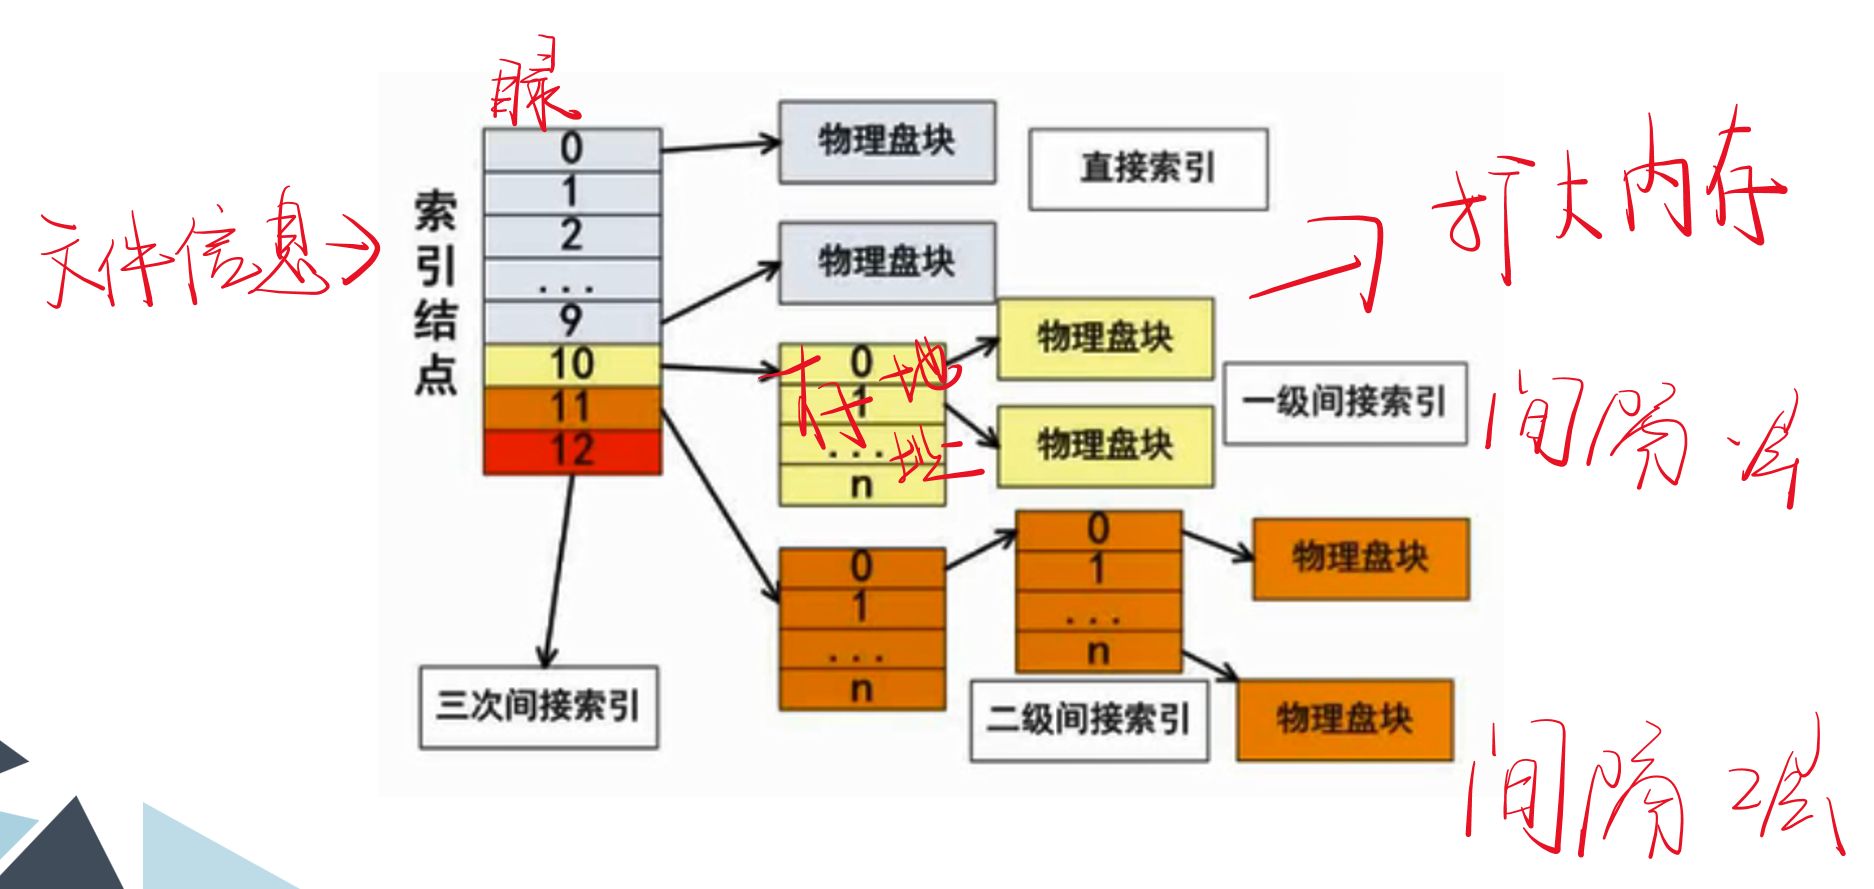 目录
文件信息
索引结点
0
1
2
...
9
10
11
12
物理盘块
直接索引
物理盘块
扩大内存
0
1
...
n
存地址
物理盘块
物理盘块
一级间接索引
间隔一层
0
1
...
n
0
1
...
n
物理盘块
物理盘块
二级间接索引
三次间接索引
间隔2层